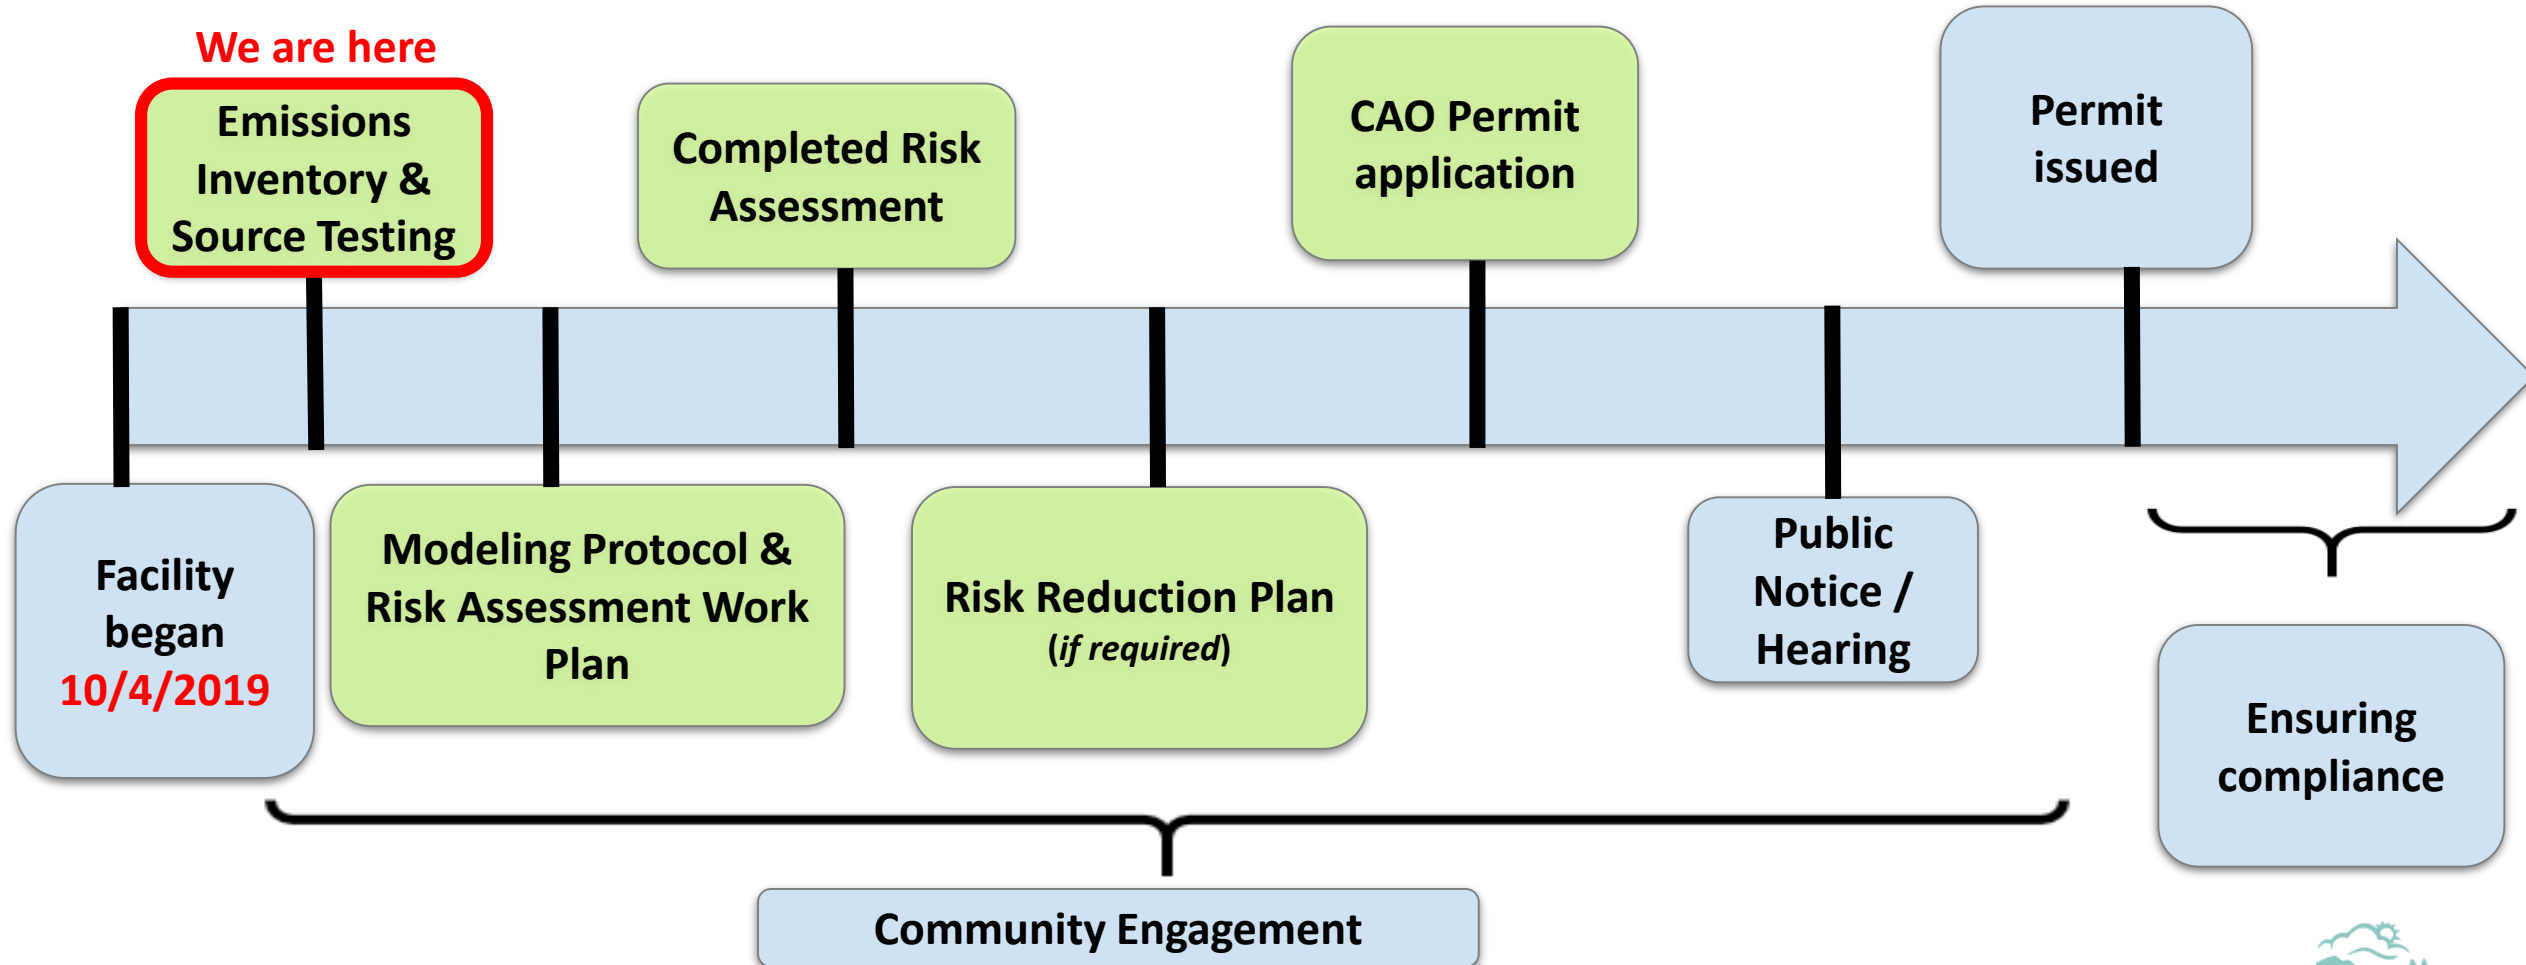 We are here
Emissions
Inventory &
Source Testing
Completed Risk
Assessment
CAO Permit
application
Permit
issued
Facility
began
10/4/2019
Modeling Protocol &
Risk Assessment Work
Plan
Risk Reduction Plan
(if required)
Public
Notice /
Hearing
Ensuring
compliance
Community Engagement